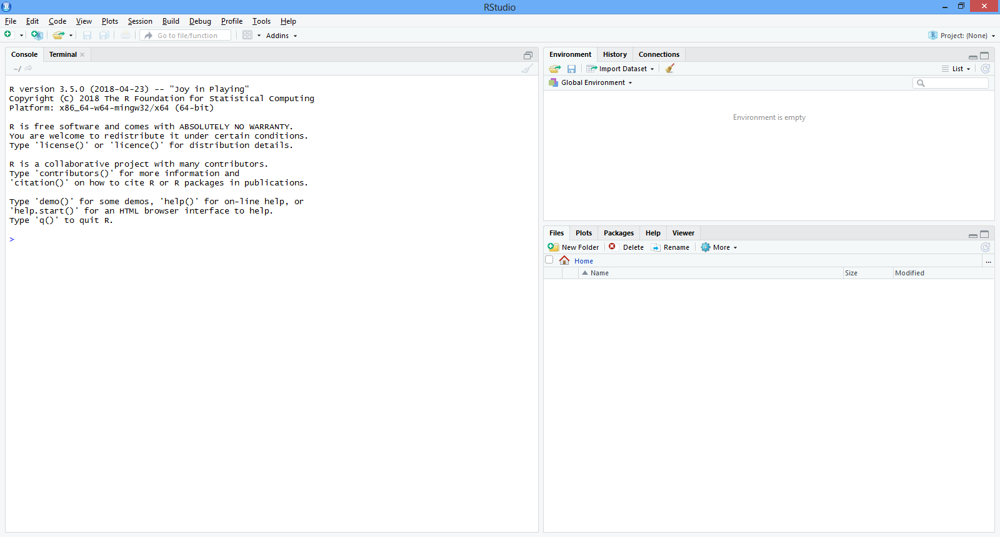 RStudio
File Edit Code View Plots Session Build Debug Profile Tools Help
Go to file/function Addins Project: (None)
Console Terminal
~/
R version 3.5.0 (2018-04-23) -- "Joy in Playing"
Copyright (C) 2018 The R Foundation for Statistical Computing
Platform: x86_64-w64-mingw32/x64 (64-bit)
R is free software and comes with ABSOLUTELY NO WARRANTY.
You are welcome to redistribute it under certain conditions.
Type 'license()' or 'licence()' for distribution details.
R is a collaborative project with many contributors.
Type 'contributors()' for more information and
'citation()' on how to cite R or R packages in publications.
Type 'demo()' for some demos, 'help()' for on-line help, or
'help.start()' for an HTML browser interface to help.
Type 'q()' to quit R.
>
Environment History Connections
Import Dataset List
Global Environment
Environment is empty
Files Plots Packages Help Viewer
New Folder Delete Rename More
Home ...
Name Size Modified